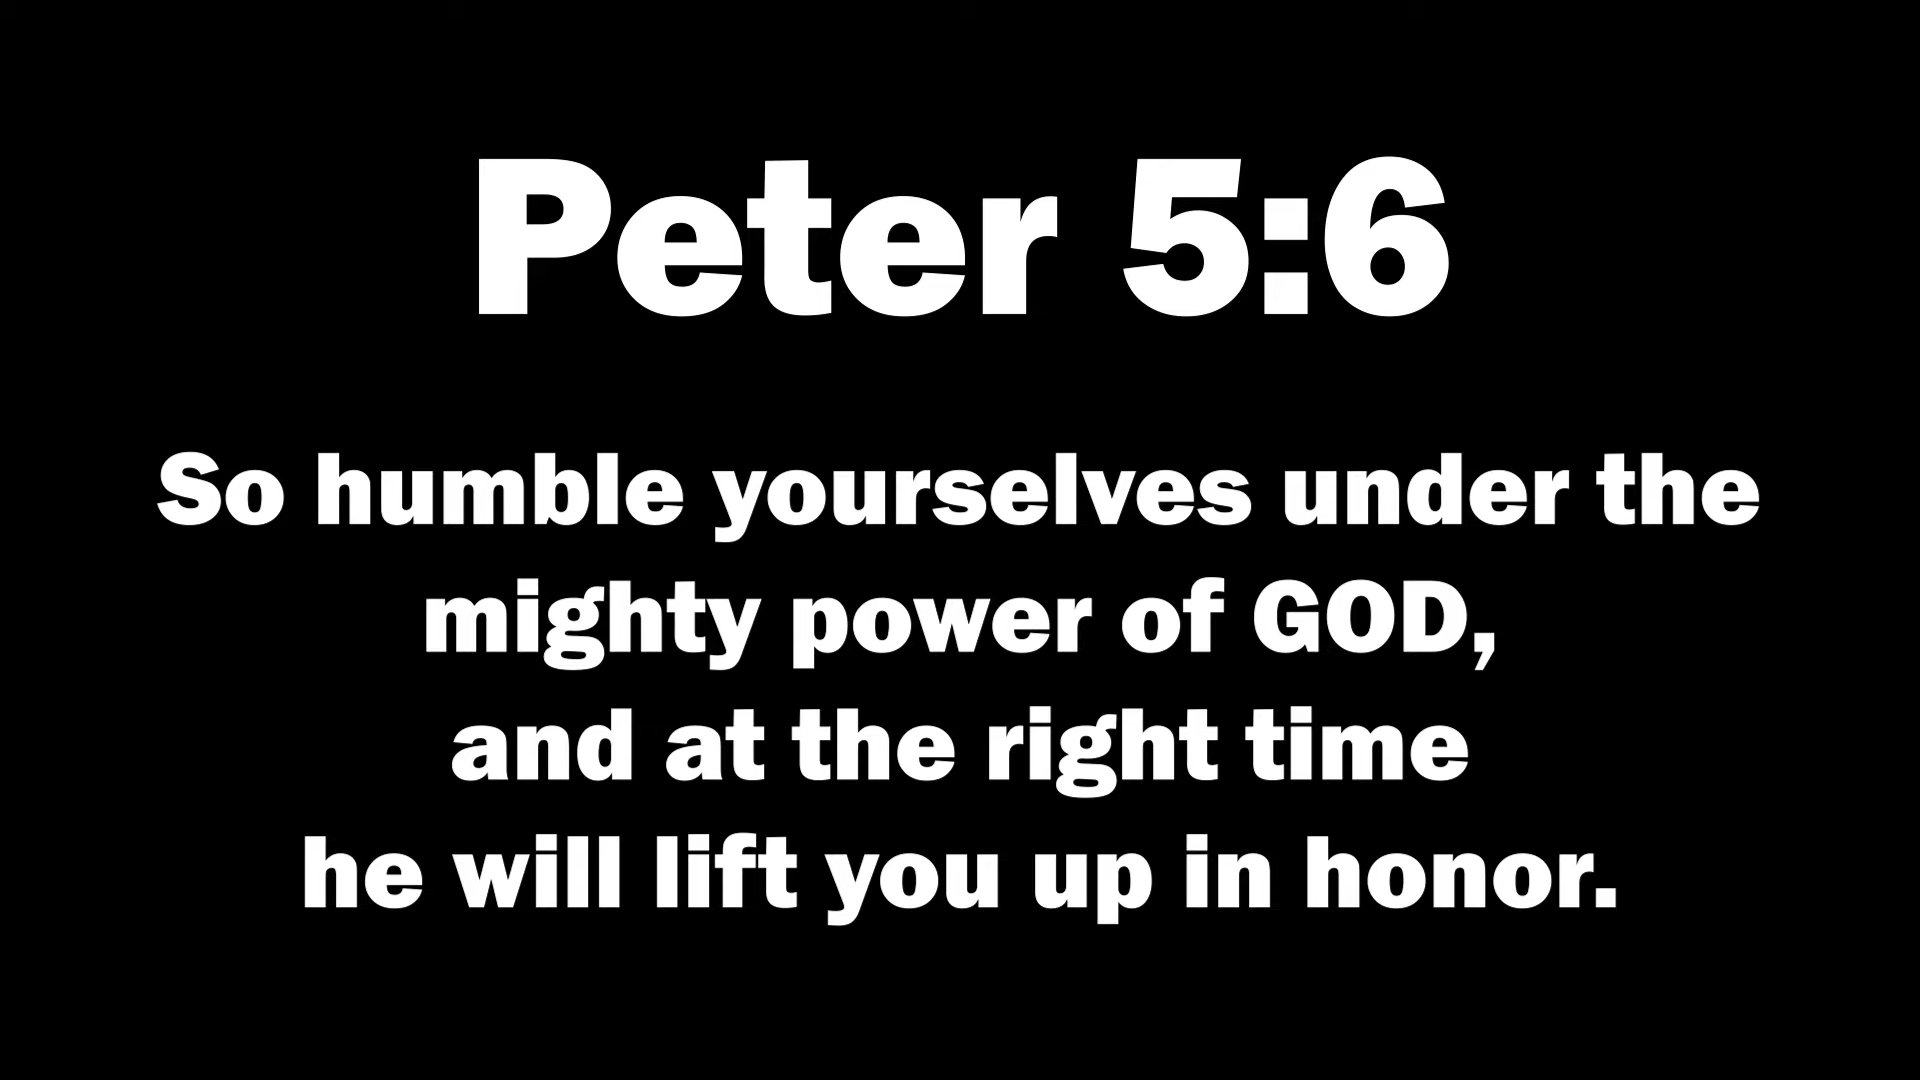 Peter 5:6
So humble yourselves under the
mighty power of GOD,
and at the right time
he will lift you up in honor.